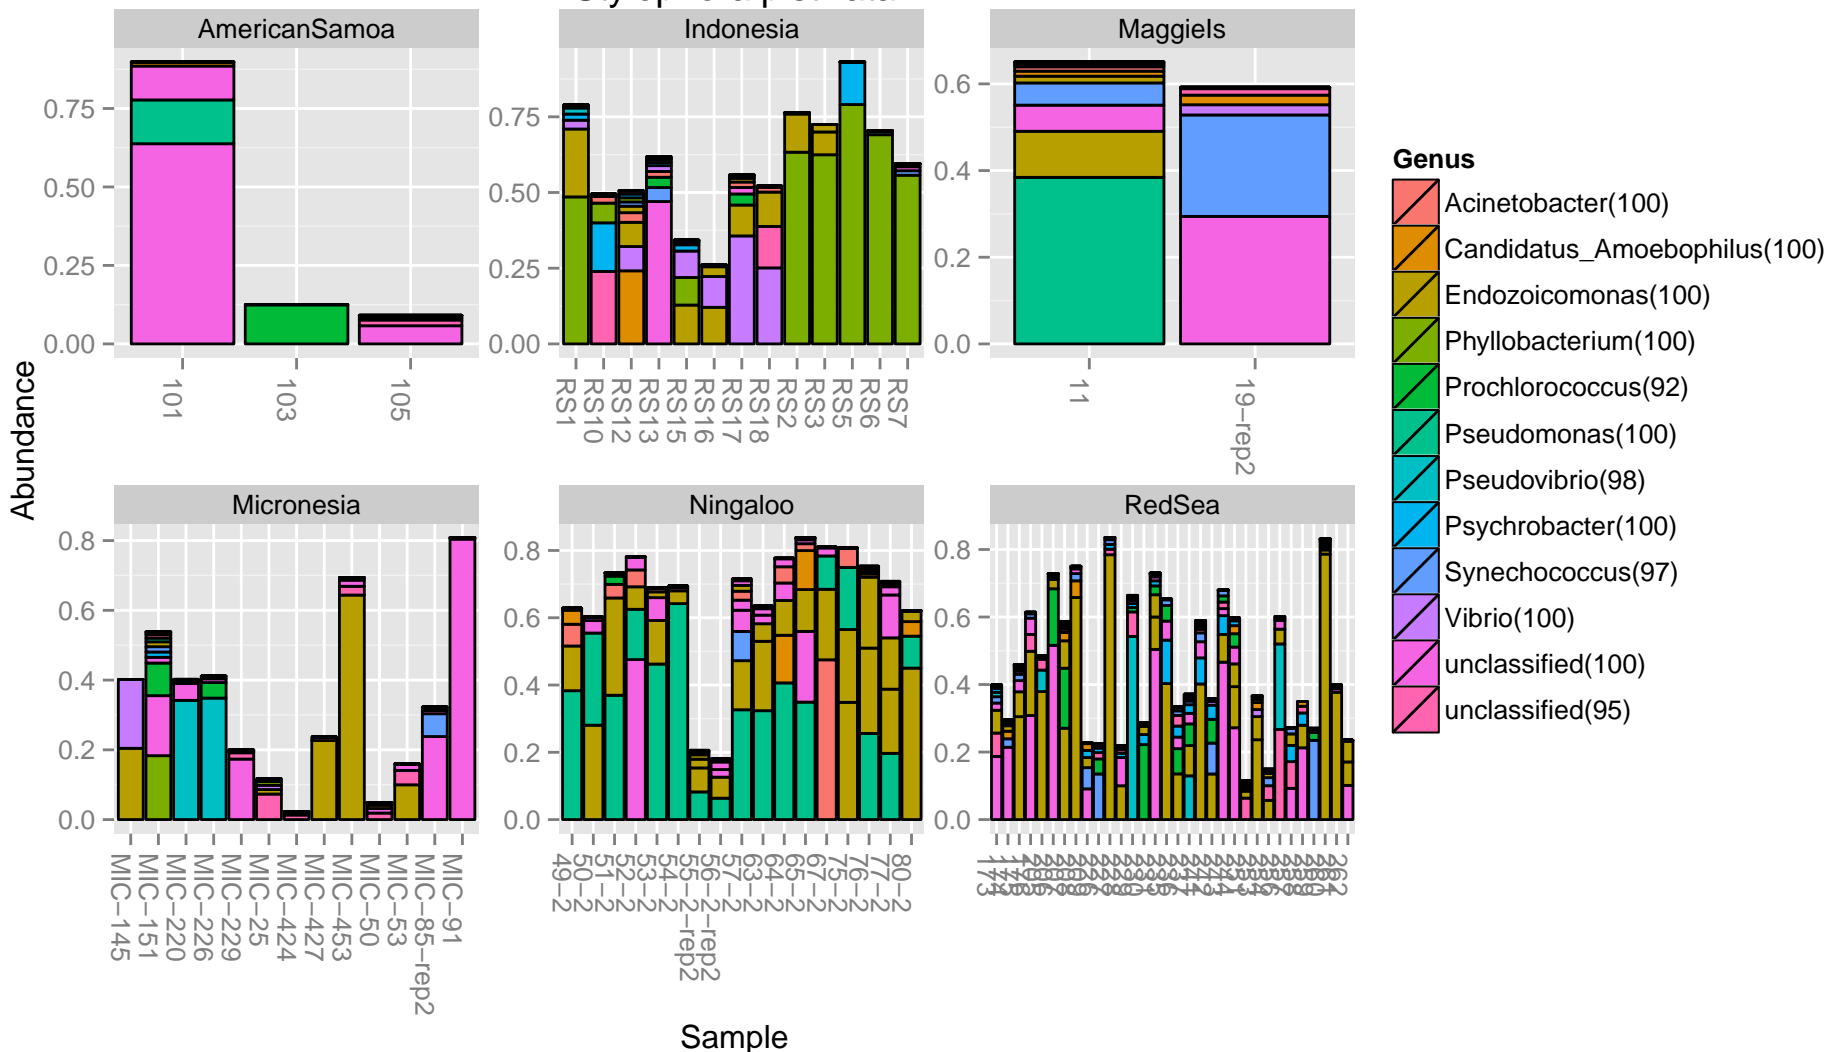 AmericanSamoa
Indonesia
MaggieIs
0.75
0.50
0.25
0.00
101
103
105
0.75
0.50
0.25
0.00
RS1
RS10
RS12
RS13
RS15
RS16
RS17
RS18
RS22
RS3
RS5
RS6
RS7
0.6
0.4
0.2
0.0
11
19-rep2
Abundance
Micronesia
Ningaloo
RedSea
0.8
0.6
0.4
0.2
0.0
MIC-145
MIC-151
MIC-220
MIC-226
MIC-229
MIC-25
MIC-424
MIC-427
MIC-453
MIC-50
MIC-53
MIC-85-rep2
MIC-91
0.8
0.6
0.4
0.2
0.0
49-2
50-2
51-2
52-2
53-2
54-2
55-2-rep2
56-2-rep2
57-2
63-2
64-2
65-2
67-2
75-2
76-2
77-2
80-2
0.8
0.6
0.4
0.2
0.0
173
262
Sample
Genus
Acinetobacter(100)
Candidatus_Amoebophilus(100)
Endozoicomonas(100)
Phyllobacterium(100)
Prochlorococcus(92)
Pseudomonas(100)
Pseudovibrio(98)
Psychrobacter(100)
Synechococcus(97)
Vibrio(100)
unclassified(100)
unclassified(95)